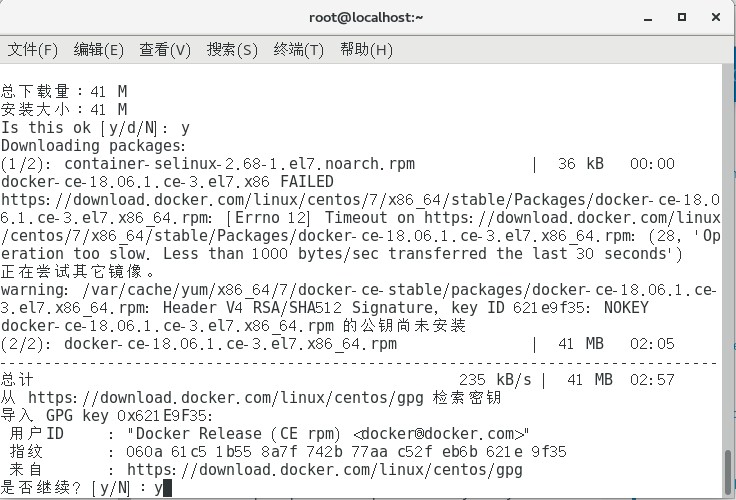 root@localhost:~
文件(F) 编辑(E) 查看(V) 搜索(S) 终端(T) 帮助(H)
总下载量：41 M
安装大小：41 M
Is this ok [y/d/N]: y
Downloading packages:
(1/2): container-selinux-2.68-1.el7.noarch.rpm | 36 kB 00:00
docker-ce-18.06.1.ce-3.el7.x86 FAILED
https://download.docker.com/linux/centos/7/x86_64/stable/Packages/docker-ce-18.0
6.1.ce-3.el7.x86_64.rpm: [Errno 12] Timeout on https://download.docker.com/linux
/centos/7/x86_64/stable/Packages/docker-ce-18.06.1.ce-3.el7.x86_64.rpm: (28, 'Op
eration too slow. Less than 1000 bytes/sec transferred the last 30 seconds')
正在尝试其它镜像。
warning: /var/cache/yum/x86_64/7/docker-ce-stable/packages/docker-ce-18.06.1.ce-
3.el7.x86_64.rpm: Header V4 RSA/SHA512 Signature, key ID 621e9f35: NOKEY
docker-ce-18.06.1.ce-3.el7.x86_64.rpm 的公钥尚未安装
(2/2): docker-ce-18.06.1.ce-3.el7.x86_64.rpm | 41 MB 02:05
--------------------------------------------------------------------------------
总计 235 kB/s | 41 MB 02:57
从 https://download.docker.com/linux/centos/gpg 检索密钥
导入 GPG key 0x621E9F35:
用户ID : "Docker Release (CE rpm) <docker@docker.com>"
指纹 : 060a 61c5 1b55 8a7f 742b 77aa c52f eb6b 621e 9f35
来自 : https://download.docker.com/linux/centos/gpg
是否继续？[y/N]：y